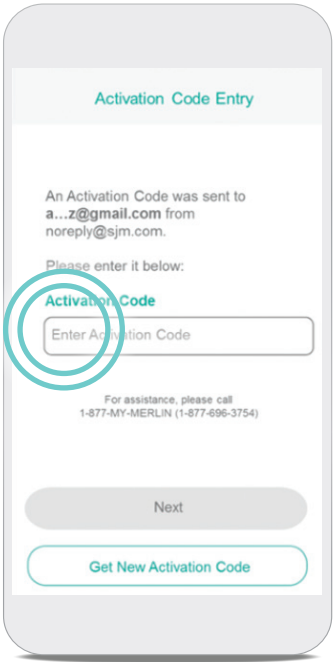 Activation Code Entry
An Activation Code was sent to
a...z@gmail.com from
noreply@sjm.com.
Please enter it below:
Activation Code
Enter Activation Code
For assistance, please call
1-877-MY-MERLIN (1-877-696-3754)
Next
Get New Activation Code